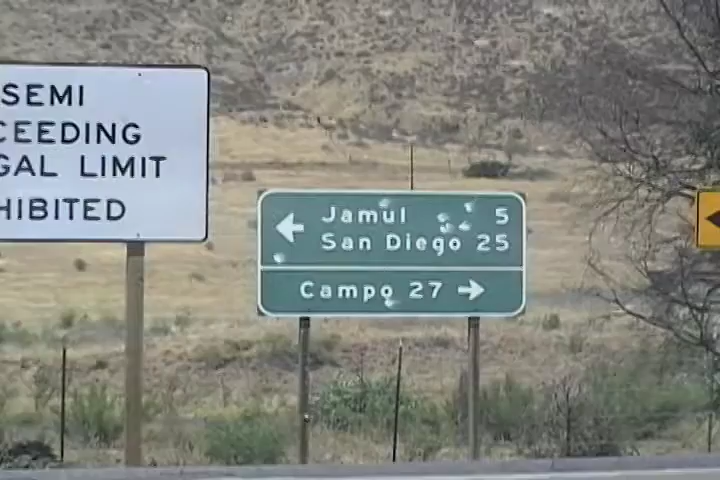 SEMI
CEEDING
GAL LIMIT
HIBITED
Jamul 5
San Diego 25
Campo 27